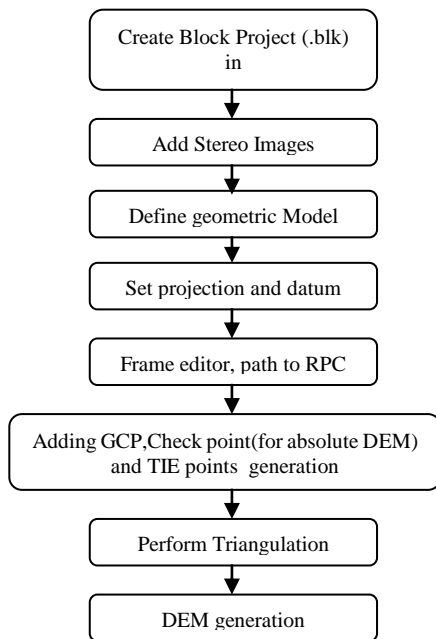 Create Block Project (.blk)
in
Add Stereo Images
Define geometric Model
Set projection and datum
Frame editor, path to RPC
Adding GCP,Check point(for absolute DEM)
and TIE points generation
Perform Triangulation
DEM generation